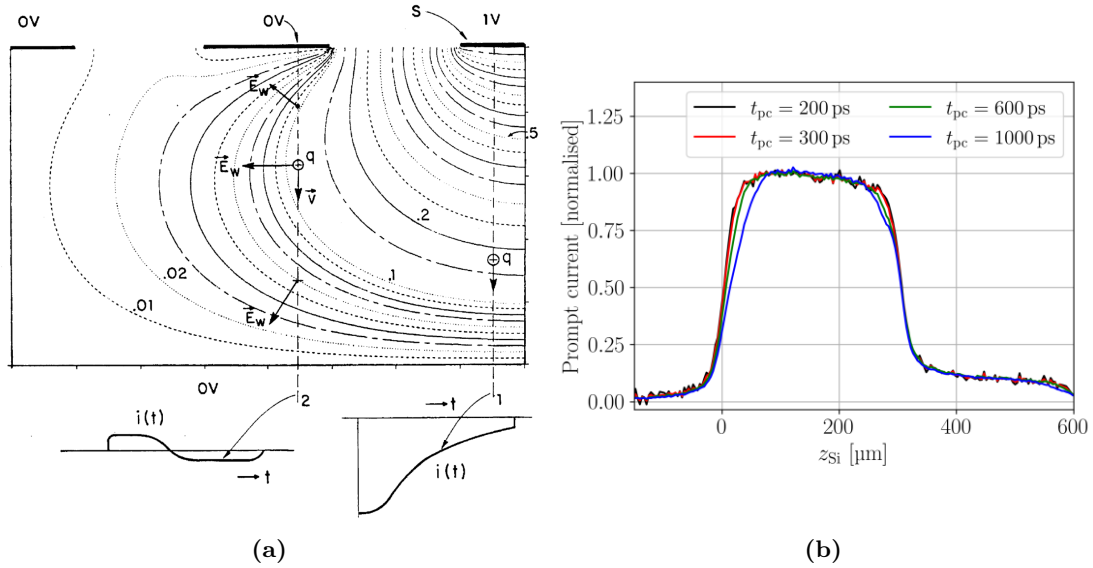 0V
0V
S
1V
E_w
E_w
E_w
q
v
q
.5
.2
.1
.02
.01
0V
2
1
i(t)
t
t
i(t)
(a)
t_pc = 200 ps
t_pc = 300 ps
t_pc = 600 ps
t_pc = 1000 ps
Prompt current [normalised]
1.25
1.00
0.75
0.50
0.25
0.00
0
200
400
600
z_Si [µm]
(b)